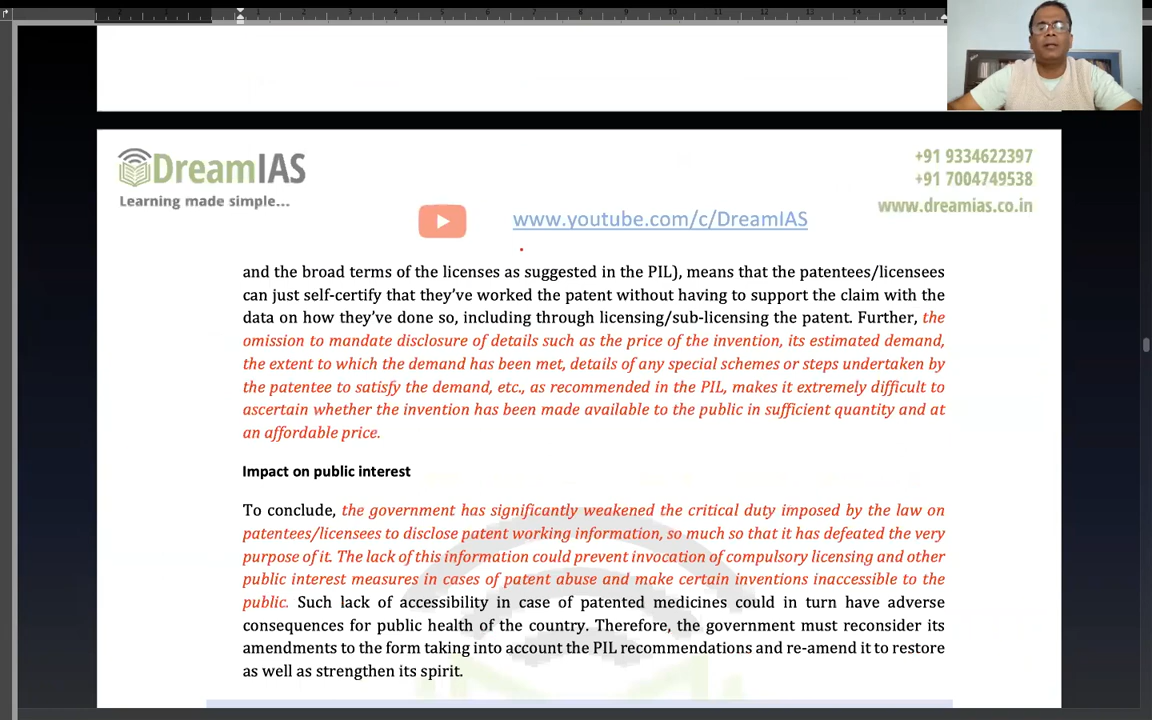 DreamIAS
Learning made simple...
+91 9334622397
+91 7004749538
www.dreamias.co.in
www.youtube.com/c/DreamIAS
and the broad terms of the licenses as suggested in the PIL), means that the patentees/licensees
can just self-certify that they’ve worked the patent without having to support the claim with the
data on how they’ve done so, including through licensing/sub-licensing the patent. Further, the
omission to mandate disclosure of details such as the price of the invention, its estimated demand,
the extent to which the demand has been met, details of any special schemes or steps undertaken by
the patentee to satisfy the demand, etc., as recommended in the PIL, makes it extremely difficult to
ascertain whether the invention has been made available to the public in sufficient quantity and at
an affordable price.
Impact on public interest
To conclude, the government has significantly weakened the critical duty imposed by the law on
patentees/licensees to disclose patent working information, so much so that it has defeated the very
purpose of it. The lack of this information could prevent invocation of compulsory licensing and other
public interest measures in cases of patent abuse and make certain inventions inaccessible to the
public. Such lack of accessibility in case of patented medicines could in turn have adverse
consequences for public health of the country. Therefore, the government must reconsider its
amendments to the form taking into account the PIL recommendations and re-amend it to restore
as well as strengthen its spirit.